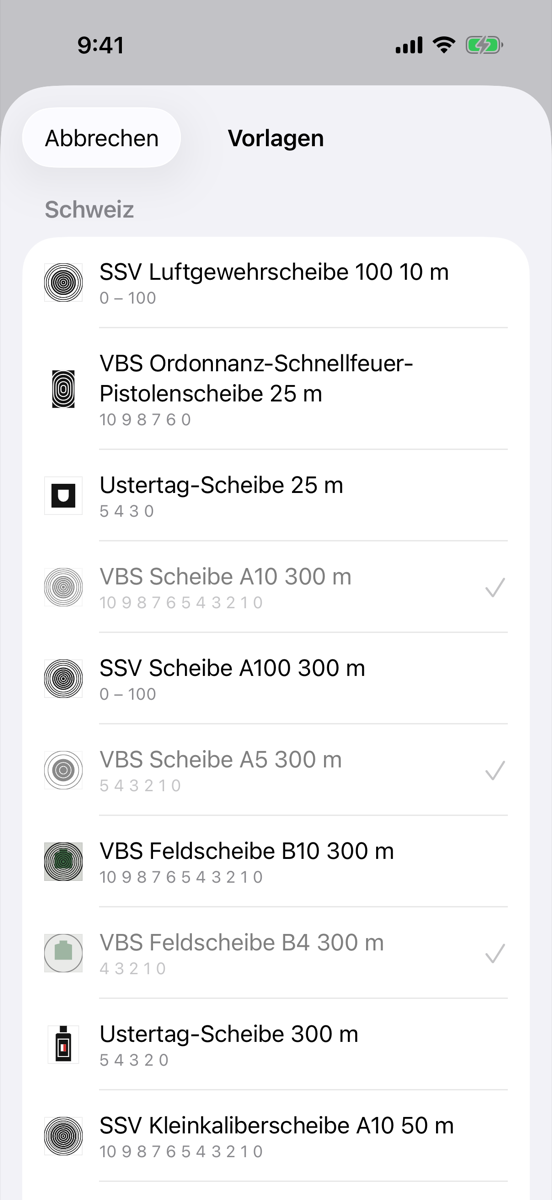 9:41
Abbrechen
Vorlagen
Schweiz
SSV Luftgewehrscheibe 100 10 m
0 – 100
VBS Ordonnanz-Schnellfeuer-
Pistolenscheibe 25 m
10 9 8 7 6 0
Ustertag-Scheibe 25 m
5 4 3 0
VBS Scheibe A10 300 m
10 9 8 7 6 5 4 3 2 1 0
SSV Scheibe A100 300 m
0 – 100
VBS Scheibe A5 300 m
5 4 3 2 1 0
VBS Feldscheibe B10 300 m
10 9 8 7 6 5 4 3 2 1 0
VBS Feldscheibe B4 300 m
4 3 2 1 0
Ustertag-Scheibe 300 m
5 4 3 2 0
SSV Kleinkaliberscheibe A10 50 m
10 9 8 7 6 5 4 3 2 1 0